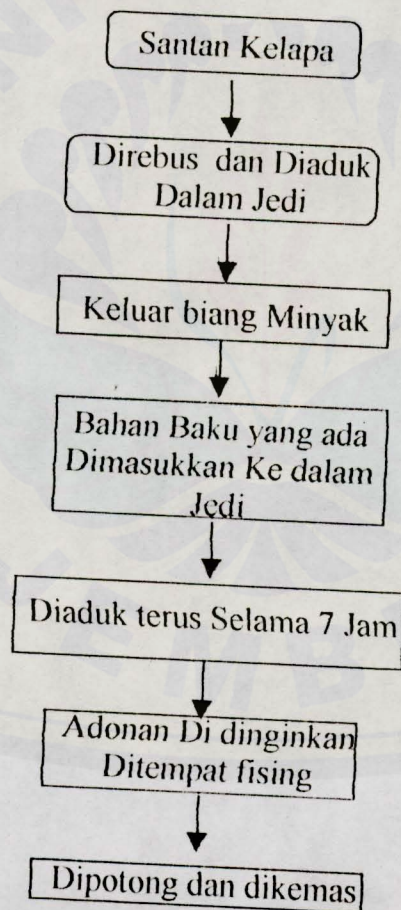 Santan Kelapa
Direbus dan Diaduk
Dalam Jedi
Keluar biang Minyak
Bahan Baku yang ada
Dimasukkan Ke dalam
Jedi
Diaduk terus Selama 7 Jam
Adonan Di dinginkan
Ditempat fising
Dipotong dan dikemas